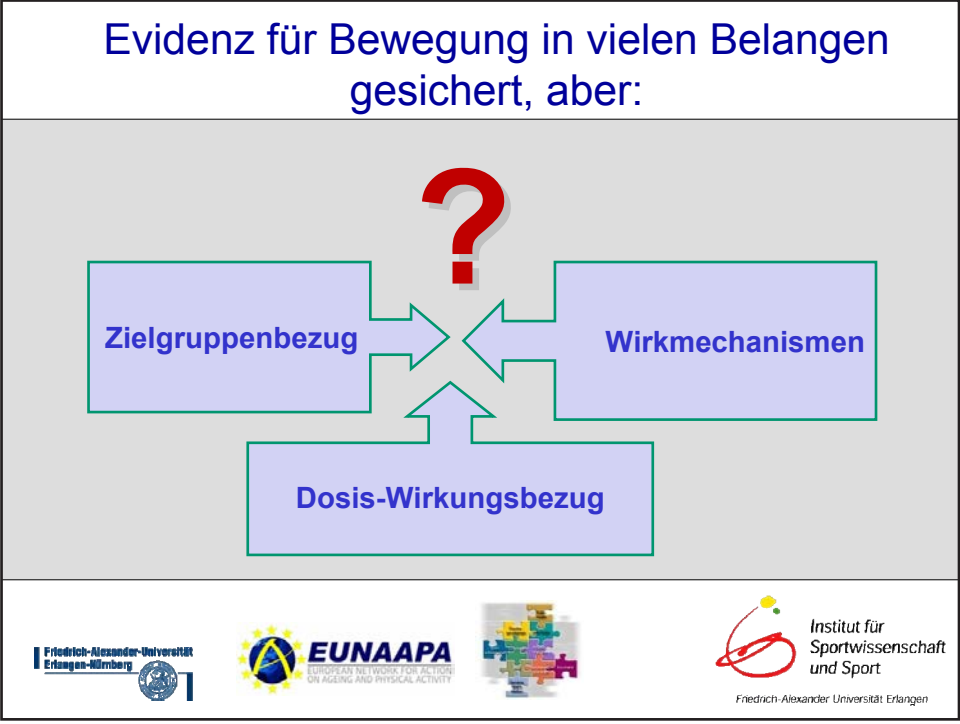 Evidenz für Bewegung in vielen Belangen
gesichert, aber:
?
Zielgruppenbezug
Wirkmechanismen
Dosis-Wirkungsbezug
Friedrich-Alexander-Universität
Erlangen-Nürnberg
EUNAAPA
EUROPEAN NETWORK FOR ACTION
ON AGEING AND PHYSICAL ACTIVITY
Institut für
Sportwissenschaft
und Sport
Friedrich-Alexander Universität Erlangen